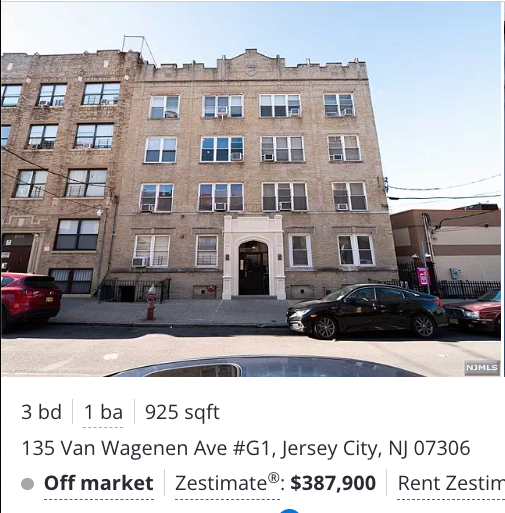 NJMLS
3 bd 1 ba 925 sqft
135 Van Wagenen Ave #G1, Jersey City, NJ 07306
Off market Zestimate®: $387,900 Rent Zestim